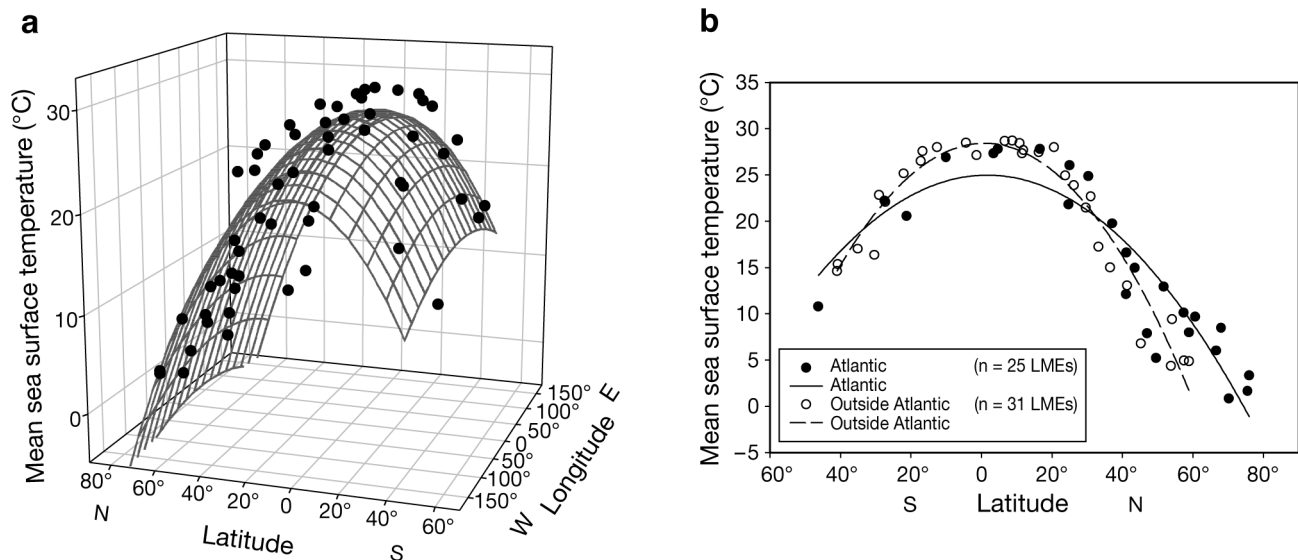 a
Mean sea surface temperature (°C)
30
20
10
0
80°
60°
40°
20°
0
20°
40°
60°
N
Latitude
S
150°
100°
50°
0
50°
100°
150°
W Longitude E
b
Mean sea surface temperature (°C)
35
30
25
20
15
10
5
0
−5
Atlantic (n = 25 LMEs)
Atlantic
Outside Atlantic (n = 31 LMEs)
Outside Atlantic
60° 40° 20° 0 20° 40° 60° 80°
S Latitude N